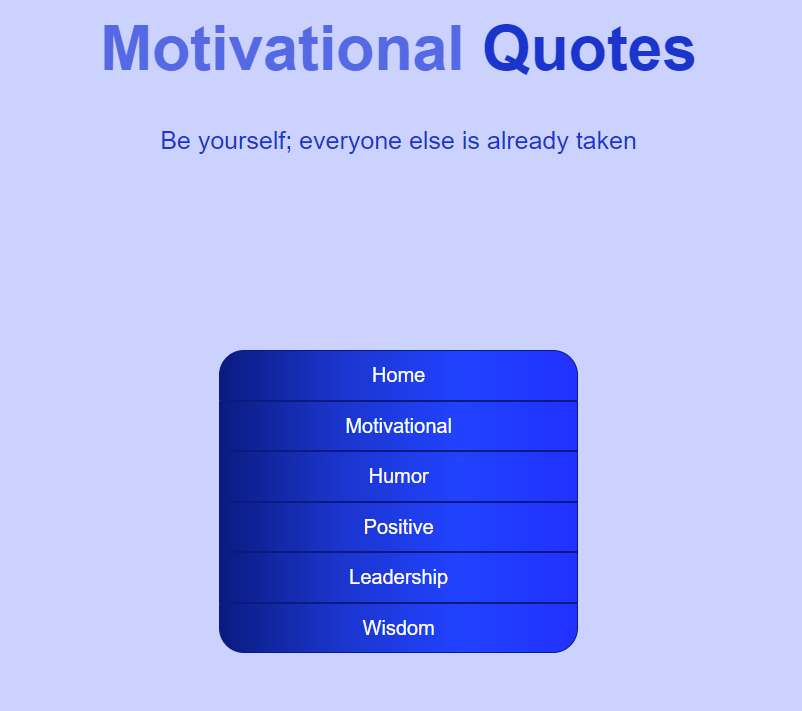 Motivational Quotes
Be yourself; everyone else is already taken
Home
Motivational
Humor
Positive
Leadership
Wisdom